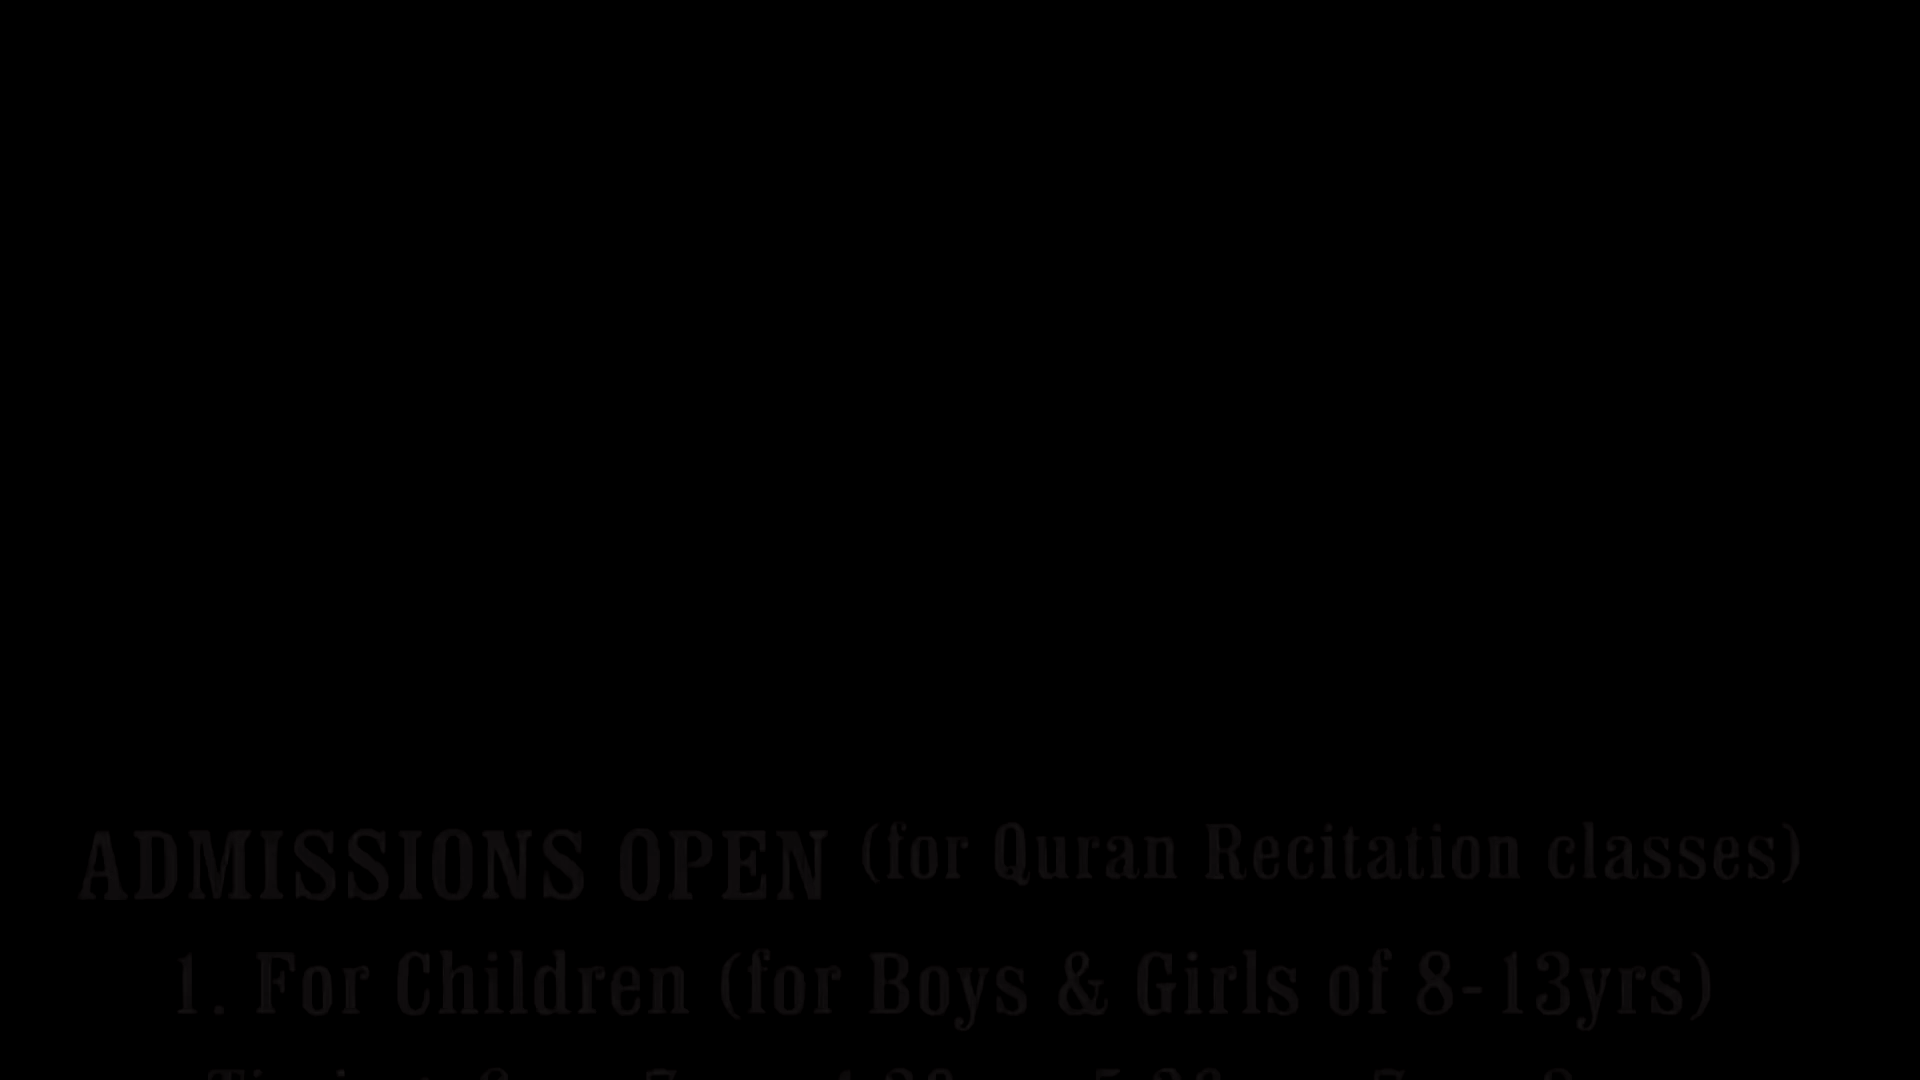 ADMISSIONS OPEN (for Quran Recitation classes)
1. For Children (for Boys & Girls of 8-13yrs)